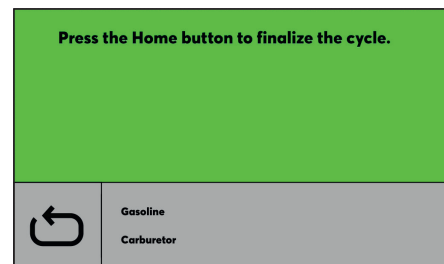 Press the Home button to finalize the cycle.
Gasoline
Carburetor